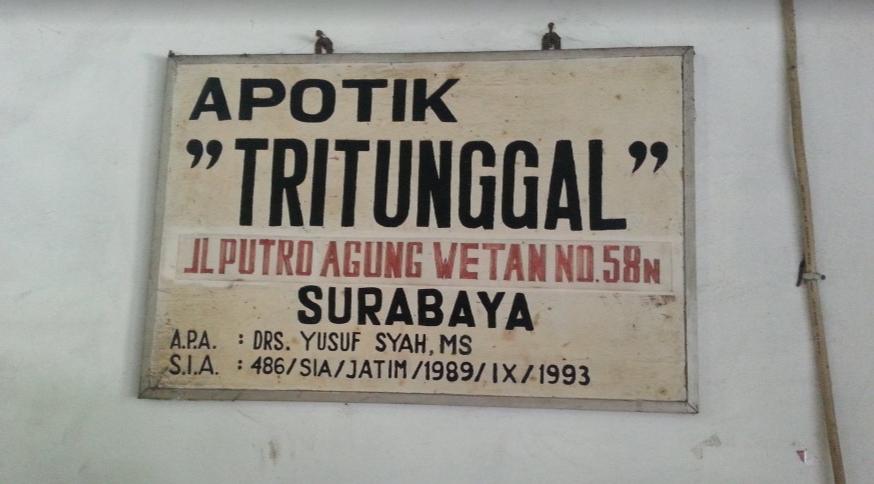 APOTIK
"TRITUNGGAL"
JL PUTRO AGUNG WETAN NO.58N
SURABAYA
A.P.A. : DRS. YUSUF SYAH, MS
S.I.A. : 486/SIA/JATIM/1989/IX/1993